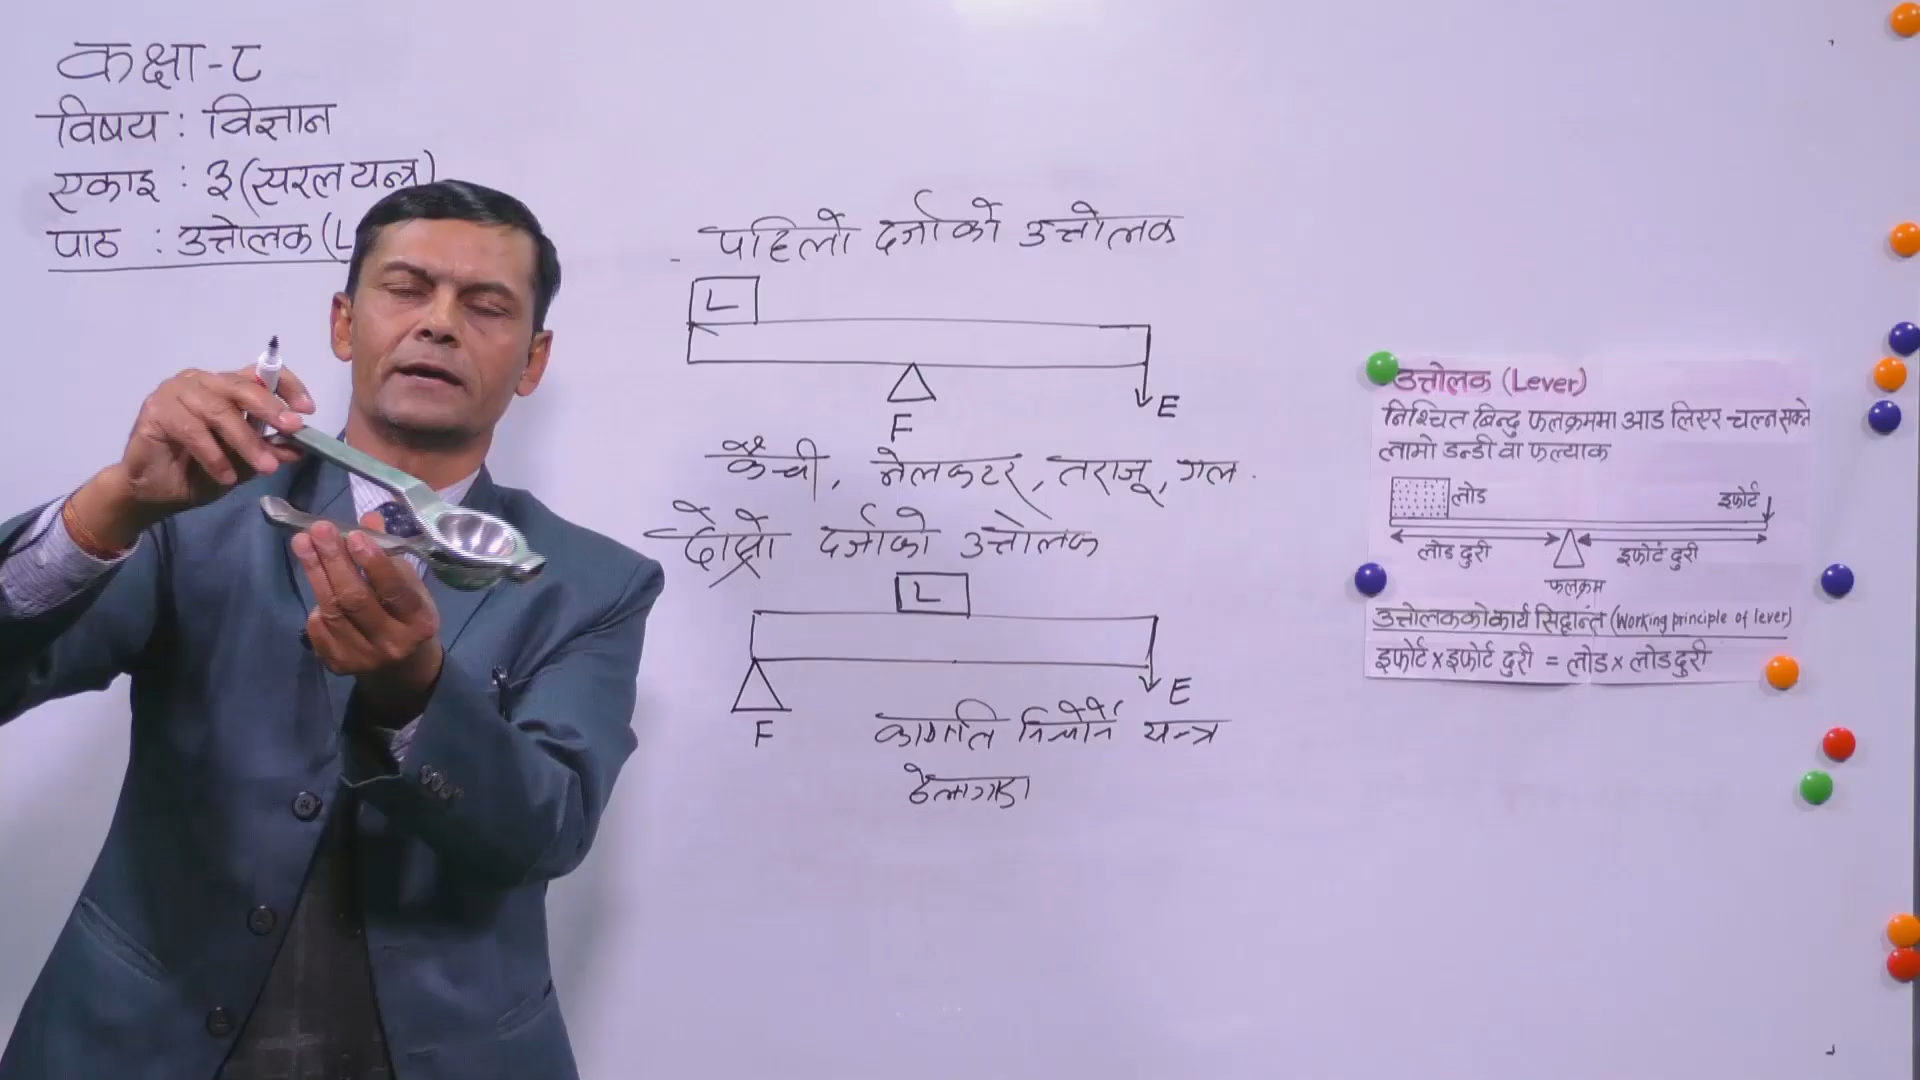 कक्षा-८
विषय : विज्ञान
एकाइ : ३ (सरल यन्त्र)
पाठ : उत्तोलक (L
पहिलो दर्जाको उत्तोलक
L
E
F
कैंची, नेलकटर, तराजू, गल
दोस्रो दर्जाको उत्तोलक
L
E
F
कागति निचोर्ने यन्त्र
ठेलागाडा
उत्तोलक (Lever)
निश्चित बिन्दु फलक्रममा आड लिएर चल्न सक्ने
लामो डन्डी वा फल्याक
लोड इफोर्ट
लोड दुरी इफोर्ट दुरी
फलक्रम
उत्तोलकको कार्य सिद्धान्त (Working principle of lever)
इफोर्ट × इफोर्ट दुरी = लोड × लोड दुरी